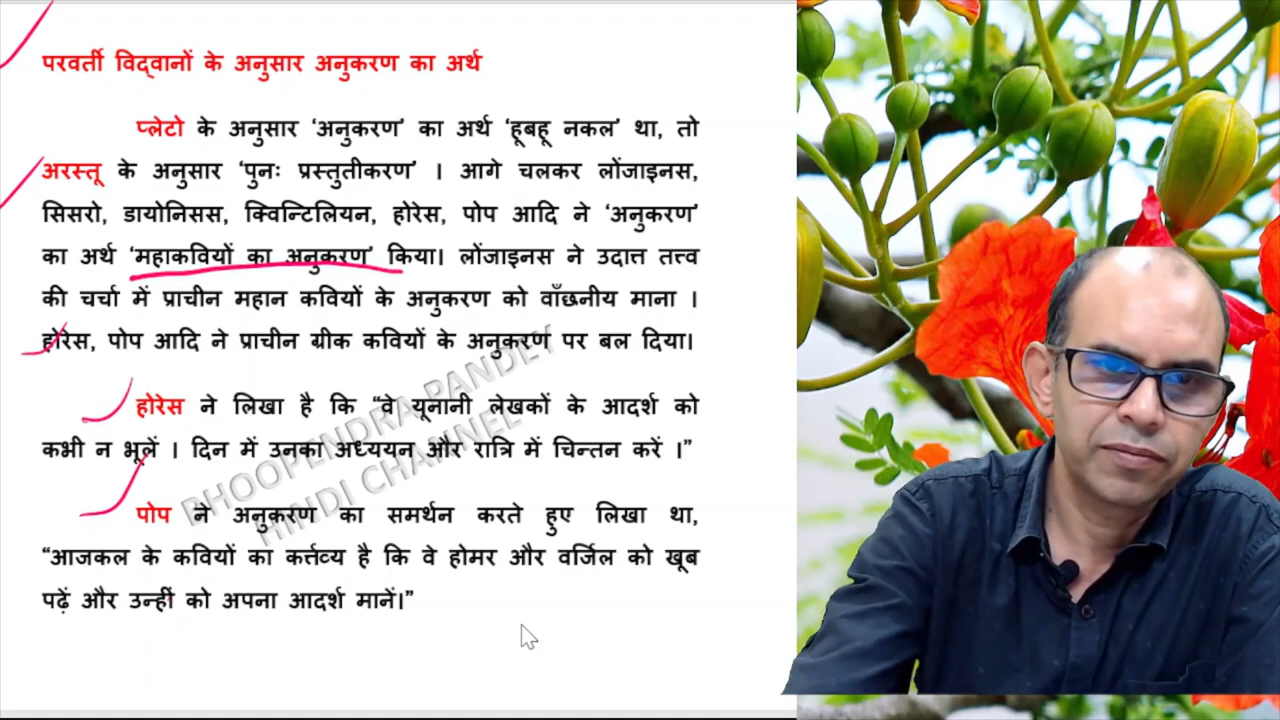 परवर्ती विद्वानों के अनुसार अनुकरण का अर्थ
प्लेटो के अनुसार ‘अनुकरण’ का अर्थ ‘हूबहू नकल’ था, तो
अरस्तू के अनुसार ‘पुनः प्रस्तुतीकरण’ । आगे चलकर लोंजाइनस,
सिसरो, डायोनिसस, क्विन्टिलियन, होरेस, पोप आदि ने ‘अनुकरण’
का अर्थ ‘महाकवियों का अनुकरण’ किया। लोंजाइनस ने उदात्त तत्त्व
की चर्चा में प्राचीन महान कवियों के अनुकरण को वाँछनीय माना ।
होरेस, पोप आदि ने प्राचीन ग्रीक कवियों के अनुकरण पर बल दिया।
होरेस ने लिखा है कि “वे यूनानी लेखकों के आदर्श को
कभी न भूलें । दिन में उनका अध्ययन और रात्रि में चिन्तन करें ।”
पोप ने अनुकरण का समर्थन करते हुए लिखा था,
“आजकल के कवियों का कर्त्तव्य है कि वे होमर और वर्जिल को खूब
पढ़ें और उन्हीं को अपना आदर्श मानें।”
BHOOPENDRA PANDEY
HINDI CHANNEL